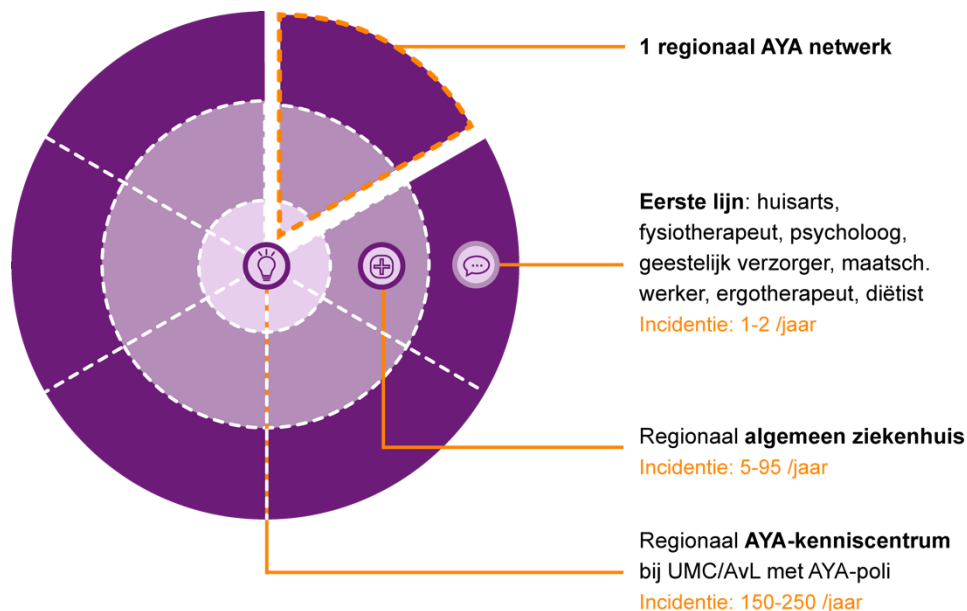 1 regionaal AYA netwerk
Eerste lijn: huisarts,
fysiotherapeut, psycholoog,
geestelijk verzorger, maatsch.
werker, ergotherapeut, diëtist
Incidentie: 1-2 /jaar
Regionaal algemeen ziekenhuis
Incidentie: 5-95 /jaar
Regionaal AYA-kenniscentrum
bij UMC/AvL met AYA-poli
Incidentie: 150-250 /jaar